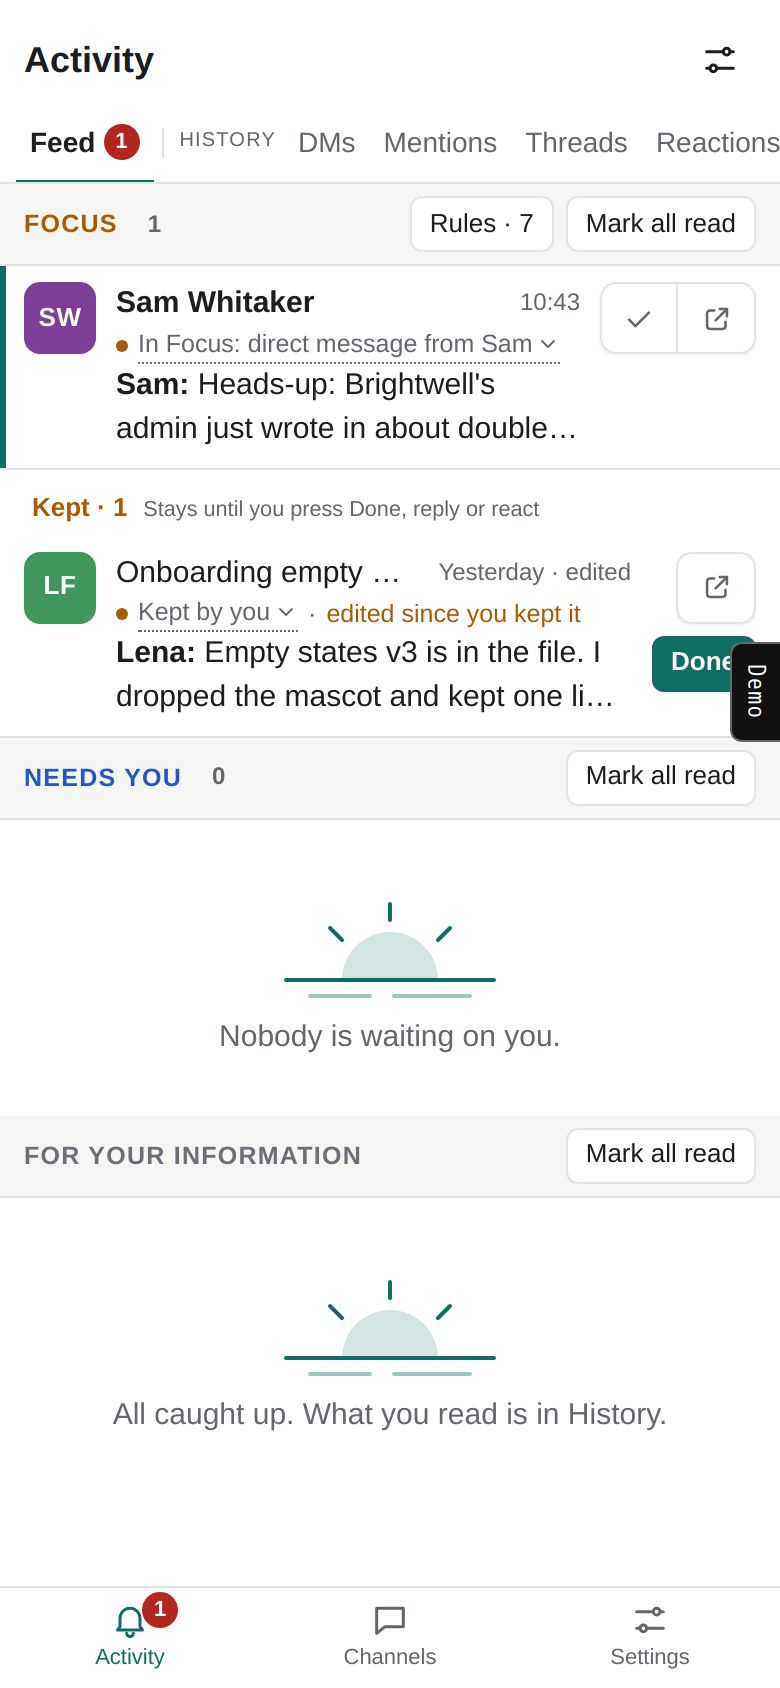 Activity
Feed 1 HISTORY DMs Mentions Threads Reactions
FOCUS 1 Rules · 7 Mark all read
SW Sam Whitaker 10:43
In Focus: direct message from Sam
Sam: Heads-up: Brightwell's
admin just wrote in about double…
Kept · 1 Stays until you press Done, reply or react
LF Onboarding empty … Yesterday · edited
Kept by you · edited since you kept it
Lena: Empty states v3 is in the file. I
Done
dropped the mascot and kept one li…
Demo
NEEDS YOU 0 Mark all read
Nobody is waiting on you.
FOR YOUR INFORMATION Mark all read
All caught up. What you read is in History.
1
Activity Channels Settings